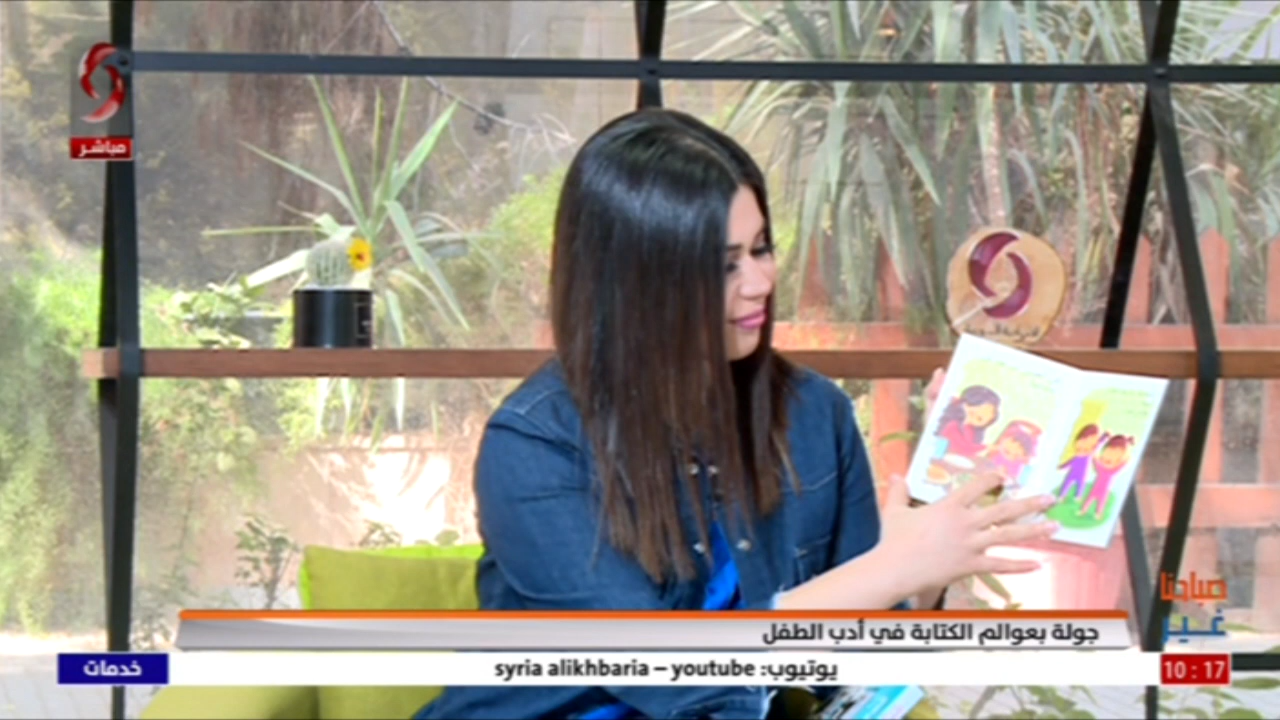 مباشر
صباحنا
غير
جولة بعوالم الكتابة في أدب الطفل
خدمات
يوتيوب: syria alikhbaria – youtube
10 : 17